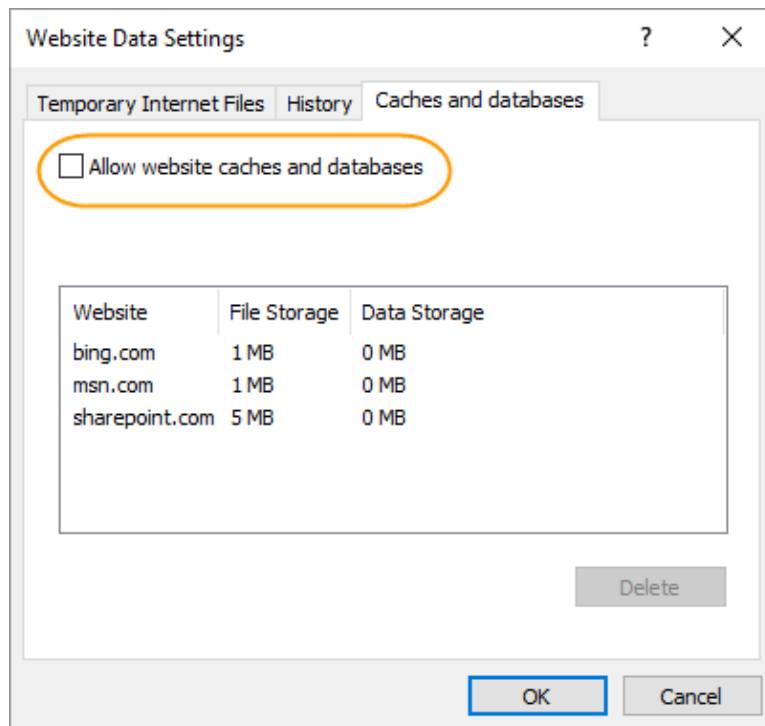 Website Data Settings ? ×
Temporary Internet Files History Caches and databases
Allow website caches and databases
Website File Storage Data Storage
bing.com 1 MB 0 MB
msn.com 1 MB 0 MB
sharepoint.com 5 MB 0 MB
Delete
OK Cancel